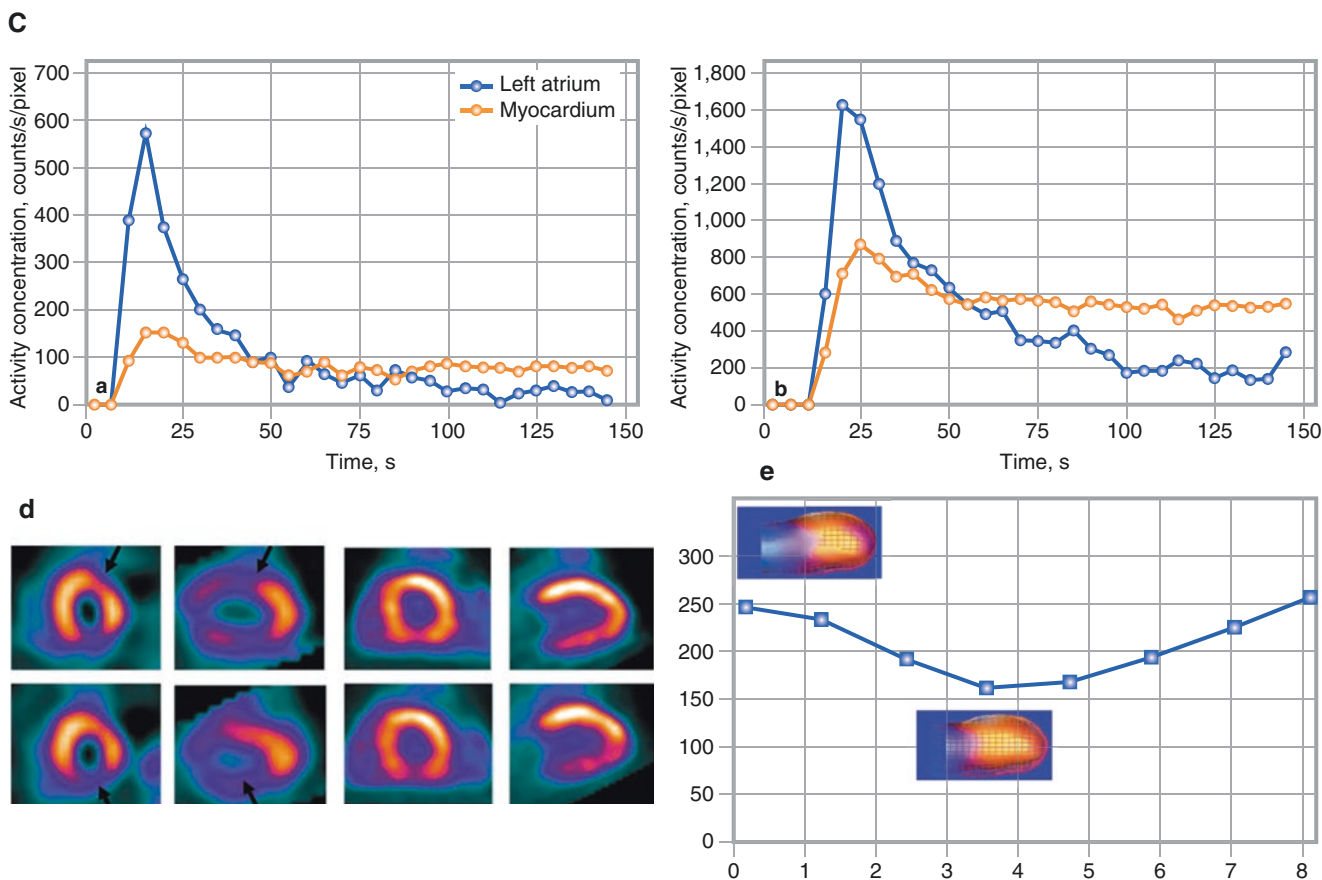 C
Activity concentration, counts/s/pixel
700
600
500
400
300
200
100
0
a
Left atrium
Myocardium
0 25 50 75 100 125 150
Time, s
Activity concentration, counts/s/pixel
1,800
1,600
1,400
1,200
1,000
800
600
400
200
0
b
0 25 50 75 100 125 150
Time, s
d
e
300
250
200
150
100
50
0
0 1 2 3 4 5 6 7 8